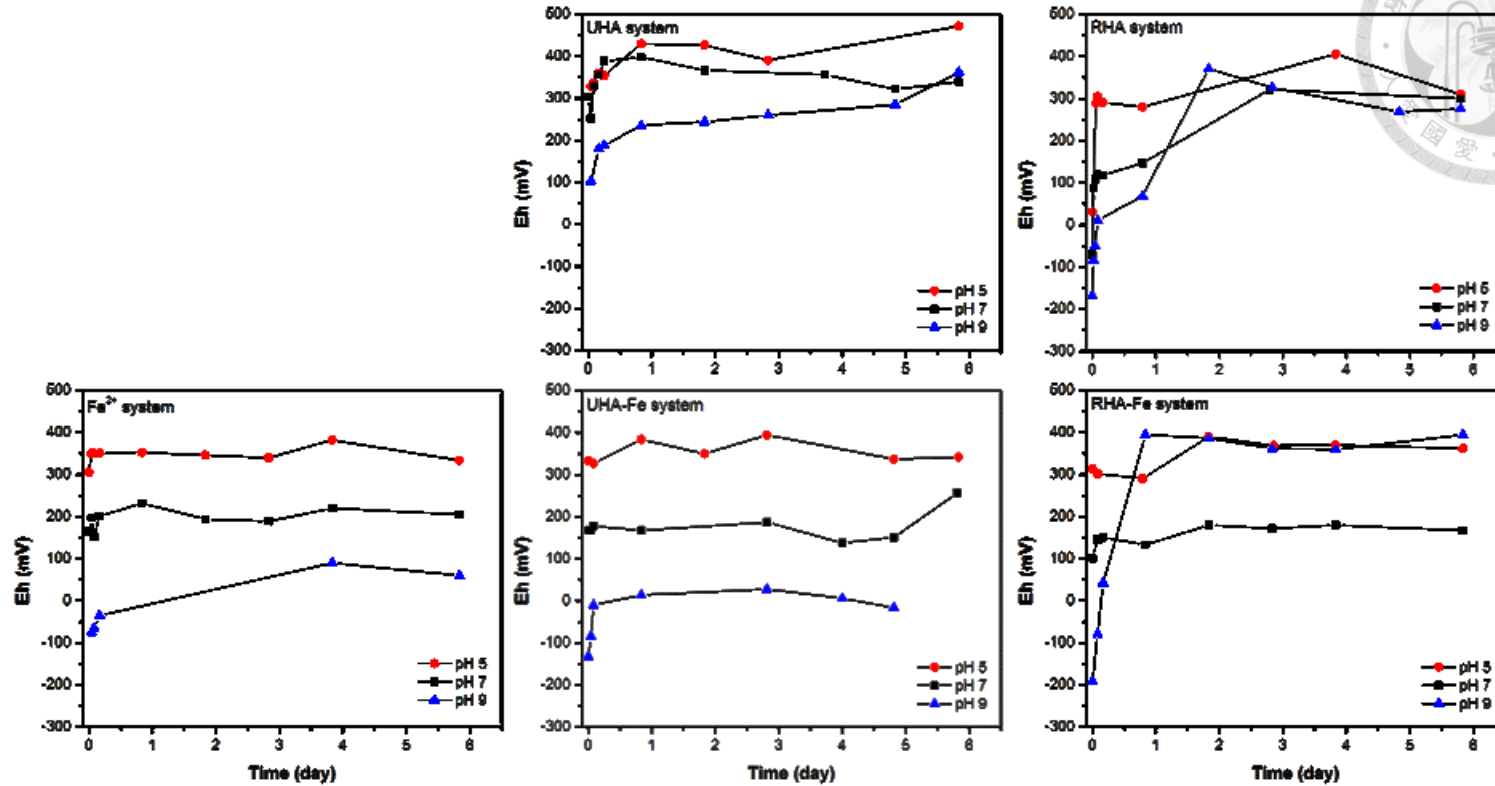 UHA system
500
400
300
200
100
0
-100
-200
-300
Eh (mV)
0 1 2 3 4 5 6
pH 5
pH 7
pH 9
RHA system
500
400
300
200
100
0
-100
-200
-300
Eh (mV)
0 1 2 3 4 5 6
pH 5
pH 7
pH 9
Fe²⁺ system
500
400
300
200
100
0
-100
-200
-300
Eh (mV)
0 1 2 3 4 5 6
Time (day)
pH 5
pH 7
pH 9
UHA-Fe system
500
400
300
200
100
0
-100
-200
-300
Eh (mV)
0 1 2 3 4 5 6
Time (day)
pH 5
pH 7
pH 9
RHA-Fe system
500
400
300
200
100
0
-100
-200
-300
Eh (mV)
0 1 2 3 4 5 6
Time (day)
pH 5
pH 7
pH 9
國愛